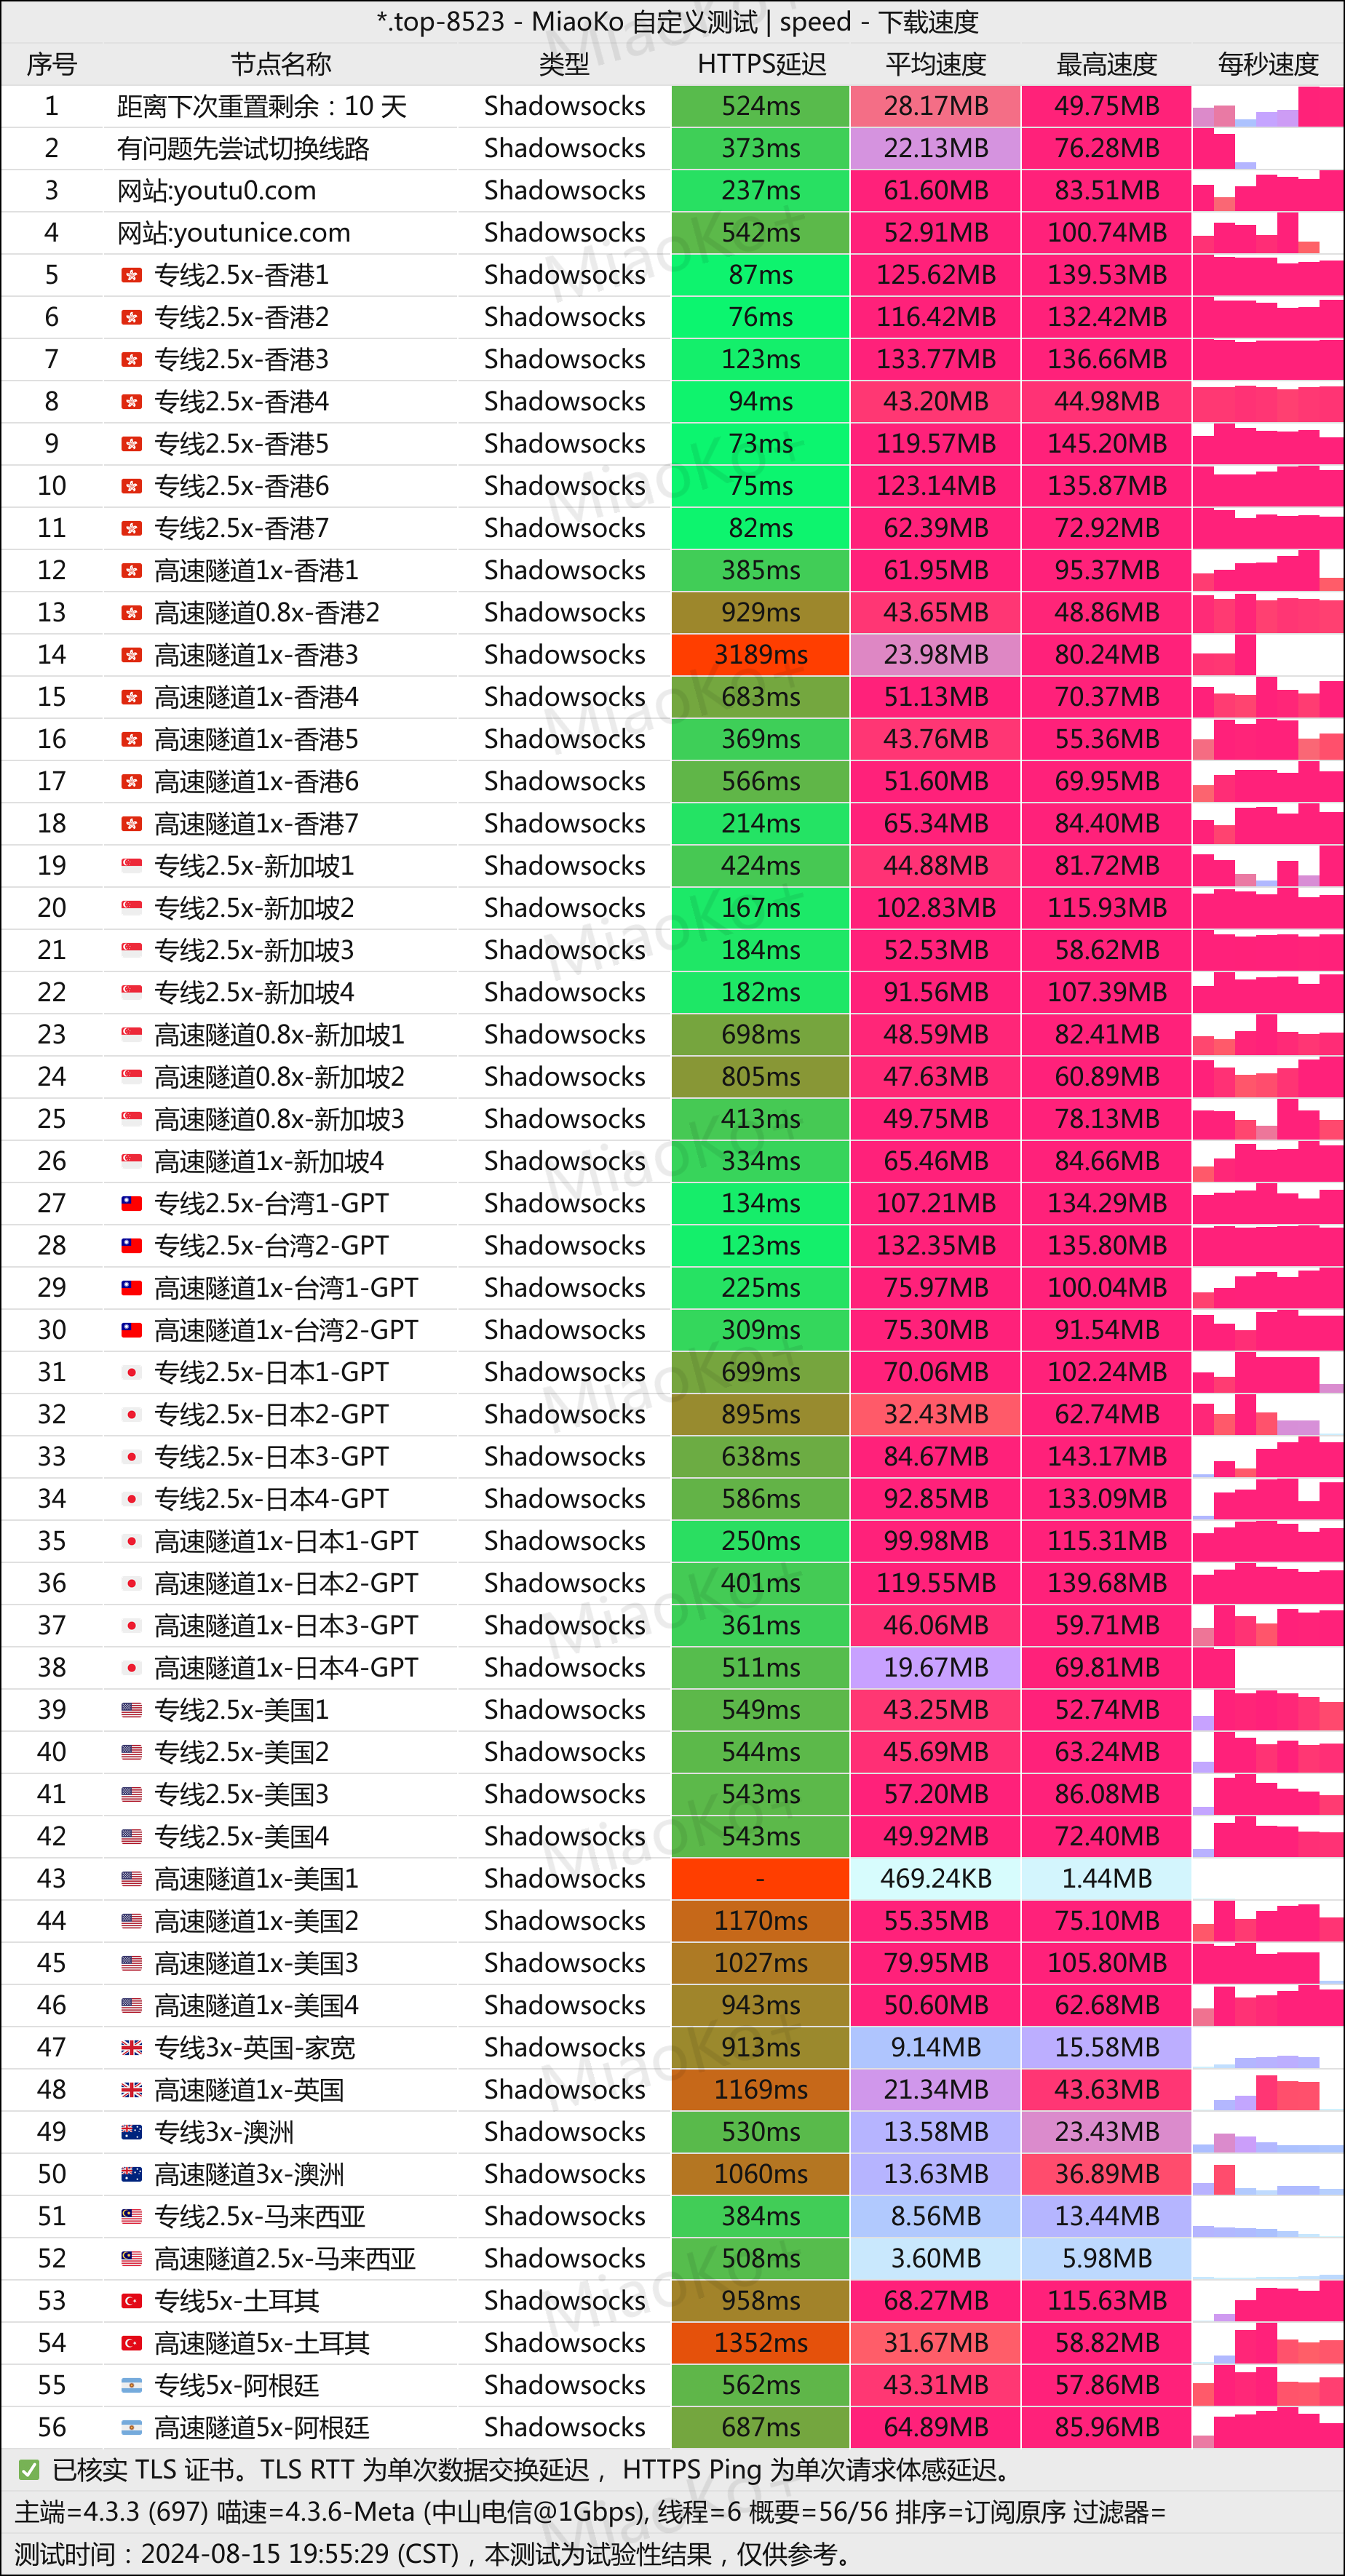 *.top-8523 - MiaoKo 自定义测试 | speed - 下载速度
序号 节点名称 类型 HTTPS延迟 平均速度 最高速度 每秒速度
1 距离下次重置剩余：10 天 Shadowsocks 524ms 28.17MB 49.75MB
2 有问题先尝试切换线路 Shadowsocks 373ms 22.13MB 76.28MB
3 网站:youtu0.com Shadowsocks 237ms 61.60MB 83.51MB
4 网站:youtunice.com Shadowsocks 542ms 52.91MB 100.74MB
5 专线2.5x-香港1 Shadowsocks 87ms 125.62MB 139.53MB
6 专线2.5x-香港2 Shadowsocks 76ms 116.42MB 132.42MB
7 专线2.5x-香港3 Shadowsocks 123ms 133.77MB 136.66MB
8 专线2.5x-香港4 Shadowsocks 94ms 43.20MB 44.98MB
9 专线2.5x-香港5 Shadowsocks 73ms 119.57MB 145.20MB
10 专线2.5x-香港6 Shadowsocks 75ms 123.14MB 135.87MB
11 专线2.5x-香港7 Shadowsocks 82ms 62.39MB 72.92MB
12 高速隧道1x-香港1 Shadowsocks 385ms 61.95MB 95.37MB
13 高速隧道0.8x-香港2 Shadowsocks 929ms 43.65MB 48.86MB
14 高速隧道1x-香港3 Shadowsocks 3189ms 23.98MB 80.24MB
15 高速隧道1x-香港4 Shadowsocks 683ms 51.13MB 70.37MB
16 高速隧道1x-香港5 Shadowsocks 369ms 43.76MB 55.36MB
17 高速隧道1x-香港6 Shadowsocks 566ms 51.60MB 69.95MB
18 高速隧道1x-香港7 Shadowsocks 214ms 65.34MB 84.40MB
19 专线2.5x-新加坡1 Shadowsocks 424ms 44.88MB 81.72MB
20 专线2.5x-新加坡2 Shadowsocks 167ms 102.83MB 115.93MB
21 专线2.5x-新加坡3 Shadowsocks 184ms 52.53MB 58.62MB
22 专线2.5x-新加坡4 Shadowsocks 182ms 91.56MB 107.39MB
23 高速隧道0.8x-新加坡1 Shadowsocks 698ms 48.59MB 82.41MB
24 高速隧道0.8x-新加坡2 Shadowsocks 805ms 47.63MB 60.89MB
25 高速隧道0.8x-新加坡3 Shadowsocks 413ms 49.75MB 78.13MB
26 高速隧道1x-新加坡4 Shadowsocks 334ms 65.46MB 84.66MB
27 专线2.5x-台湾1-GPT Shadowsocks 134ms 107.21MB 134.29MB
28 专线2.5x-台湾2-GPT Shadowsocks 123ms 132.35MB 135.80MB
29 高速隧道1x-台湾1-GPT Shadowsocks 225ms 75.97MB 100.04MB
30 高速隧道1x-台湾2-GPT Shadowsocks 309ms 75.30MB 91.54MB
31 专线2.5x-日本1-GPT Shadowsocks 699ms 70.06MB 102.24MB
32 专线2.5x-日本2-GPT Shadowsocks 895ms 32.43MB 62.74MB
33 专线2.5x-日本3-GPT Shadowsocks 638ms 84.67MB 143.17MB
34 专线2.5x-日本4-GPT Shadowsocks 586ms 92.85MB 133.09MB
35 高速隧道1x-日本1-GPT Shadowsocks 250ms 99.98MB 115.31MB
36 高速隧道1x-日本2-GPT Shadowsocks 401ms 119.55MB 139.68MB
37 高速隧道1x-日本3-GPT Shadowsocks 361ms 46.06MB 59.71MB
38 高速隧道1x-日本4-GPT Shadowsocks 511ms 19.67MB 69.81MB
39 专线2.5x-美国1 Shadowsocks 549ms 43.25MB 52.74MB
40 专线2.5x-美国2 Shadowsocks 544ms 45.69MB 63.24MB
41 专线2.5x-美国3 Shadowsocks 543ms 57.20MB 86.08MB
42 专线2.5x-美国4 Shadowsocks 543ms 49.92MB 72.40MB
43 高速隧道1x-美国1 Shadowsocks - 469.24KB 1.44MB
44 高速隧道1x-美国2 Shadowsocks 1170ms 55.35MB 75.10MB
45 高速隧道1x-美国3 Shadowsocks 1027ms 79.95MB 105.80MB
46 高速隧道1x-美国4 Shadowsocks 943ms 50.60MB 62.68MB
47 专线3x-英国-家宽 Shadowsocks 913ms 9.14MB 15.58MB
48 高速隧道1x-英国 Shadowsocks 1169ms 21.34MB 43.63MB
49 专线3x-澳洲 Shadowsocks 530ms 13.58MB 23.43MB
50 高速隧道3x-澳洲 Shadowsocks 1060ms 13.63MB 36.89MB
51 专线2.5x-马来西亚 Shadowsocks 384ms 8.56MB 13.44MB
52 高速隧道2.5x-马来西亚 Shadowsocks 508ms 3.60MB 5.98MB
53 专线5x-土耳其 Shadowsocks 958ms 68.27MB 115.63MB
54 高速隧道5x-土耳其 Shadowsocks 1352ms 31.67MB 58.82MB
55 专线5x-阿根廷 Shadowsocks 562ms 43.31MB 57.86MB
56 高速隧道5x-阿根廷 Shadowsocks 687ms 64.89MB 85.96MB
✅ 已核实 TLS 证书。TLS RTT 为单次数据交换延迟， HTTPS Ping 为单次请求体感延迟。
主端=4.3.3 (697) 喵速=4.3.6-Meta (中山电信@1Gbps), 线程=6 概要=56/56 排序=订阅原序 过滤器=
测试时间：2024-08-15 19:55:29 (CST)，本测试为试验性结果，仅供参考。